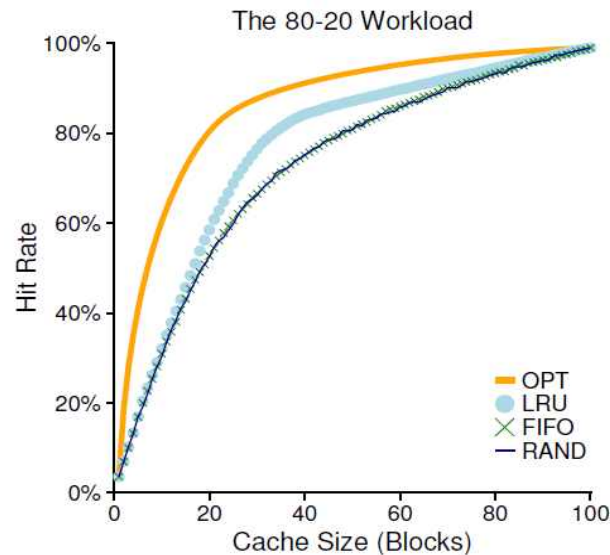 The 80-20 Workload
100%
80%
60%
40%
20%
0%
Hit Rate
OPT
LRU
FIFO
RAND
0
20
40
60
80
100
Cache Size (Blocks)